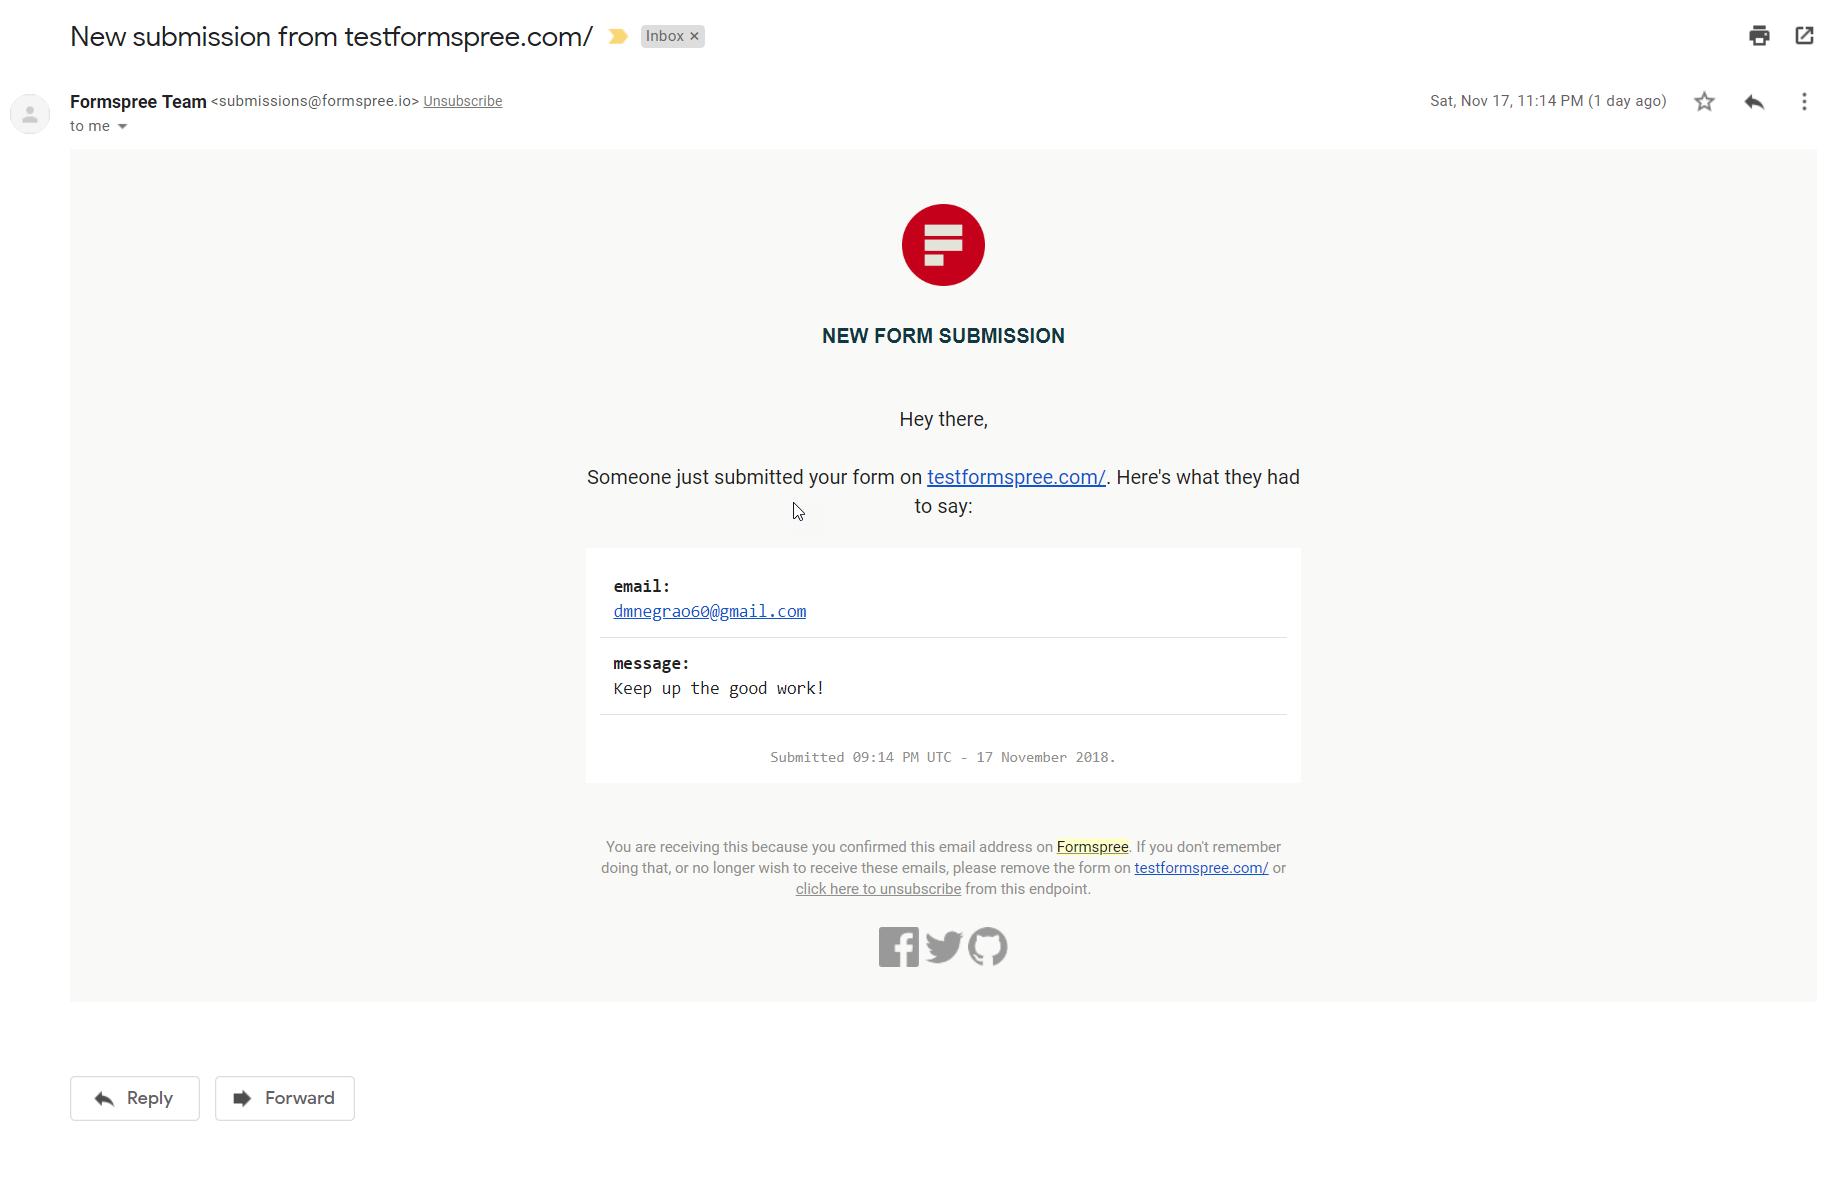 New submission from testformspree.com/ Inbox ×
Formspree Team <submissions@formspree.io> Unsubscribe Sat, Nov 17, 11:14 PM (1 day ago)
to me
NEW FORM SUBMISSION
Hey there,
Someone just submitted your form on testformspree.com/. Here's what they had
to say:
email:
dmnegrao60@gmail.com
message:
Keep up the good work!
Submitted 09:14 PM UTC - 17 November 2018.
You are receiving this because you confirmed this email address on Formspree. If you don't remember
doing that, or no longer wish to receive these emails, please remove the form on testformspree.com/ or
click here to unsubscribe from this endpoint.
Reply Forward